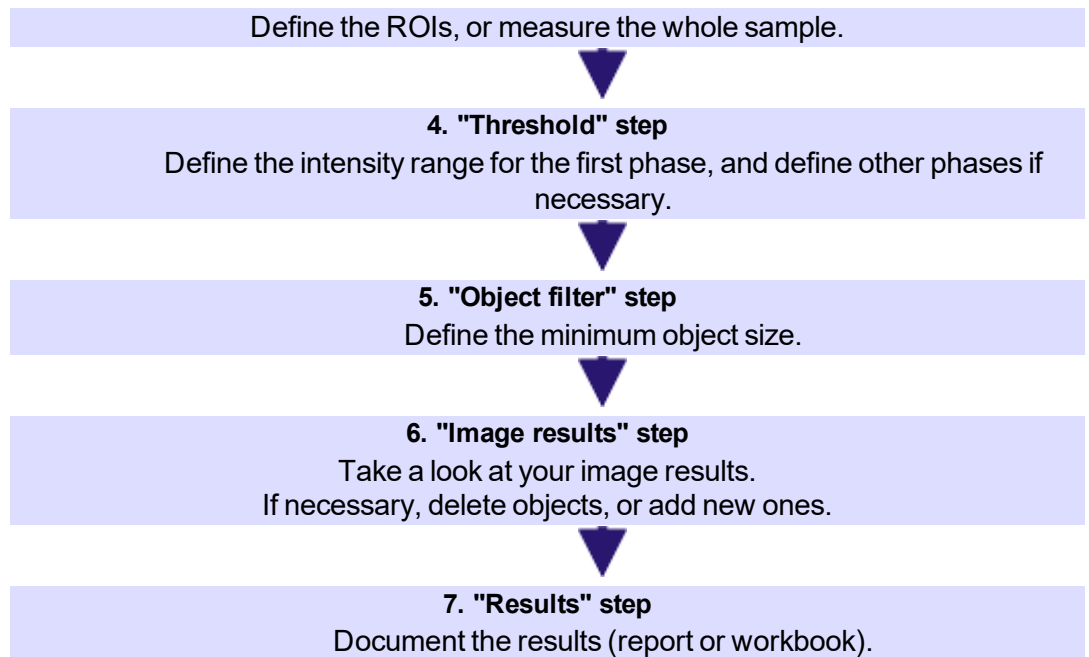 Define the ROIs, or measure the whole sample.
4. "Threshold" step
Define the intensity range for the first phase, and define other phases if
necessary.
5. "Object filter" step
Define the minimum object size.
6. "Image results" step
Take a look at your image results.
If necessary, delete objects, or add new ones.
7. "Results" step
Document the results (report or workbook).